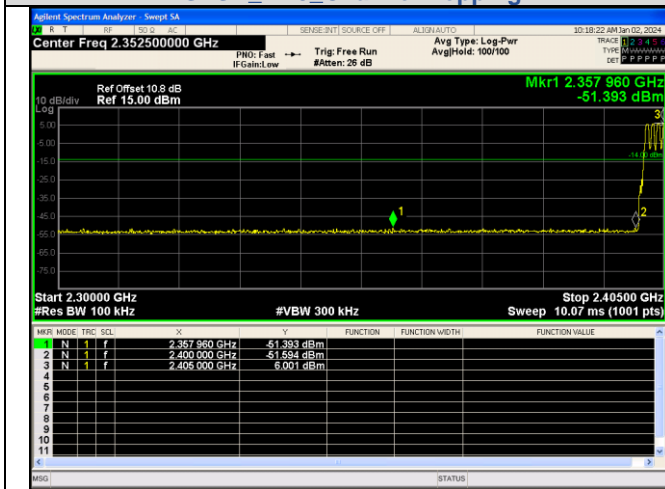 Agilent Spectrum Analyzer - Swept SA
R T RF 50 Ω AC SENSE:INT SOURCE OFF ALIGN AUTO 10:18:22 AM Jan 02, 2024
Center Freq 2.352500000 GHz
PNO: Fast
IFGain:Low
Trig: Free Run
#Atten: 26 dB
Avg Type: Log-Pwr
Avg|Hold: 100/100
TRACE 1 2 3 4 5 6
TYPE M
DET P P P P P P
Mkr1 2.357 960 GHz
-51.393 dBm
Ref Offset 10.8 dB
10 dB/div Ref 15.00 dBm
Log
5.00
-5.00
-15.0
-25.0
-35.0
-45.0
-55.0
-65.0
-75.0
-14.00 dBm
1
2
3
Start 2.30000 GHz Stop 2.40500 GHz
#Res BW 100 kHz #VBW 300 kHz Sweep 10.07 ms (1001 pts)
MKR MODE TRC SCL X Y FUNCTION FUNCTION WIDTH FUNCTION VALUE
1 N 1 f 2.357 960 GHz -51.393 dBm
2 N 1 f 2.400 000 GHz -51.594 dBm
3 N 1 f 2.405 000 GHz 6.001 dBm
4
5
6
7
8
9
10
11
MSG STATUS